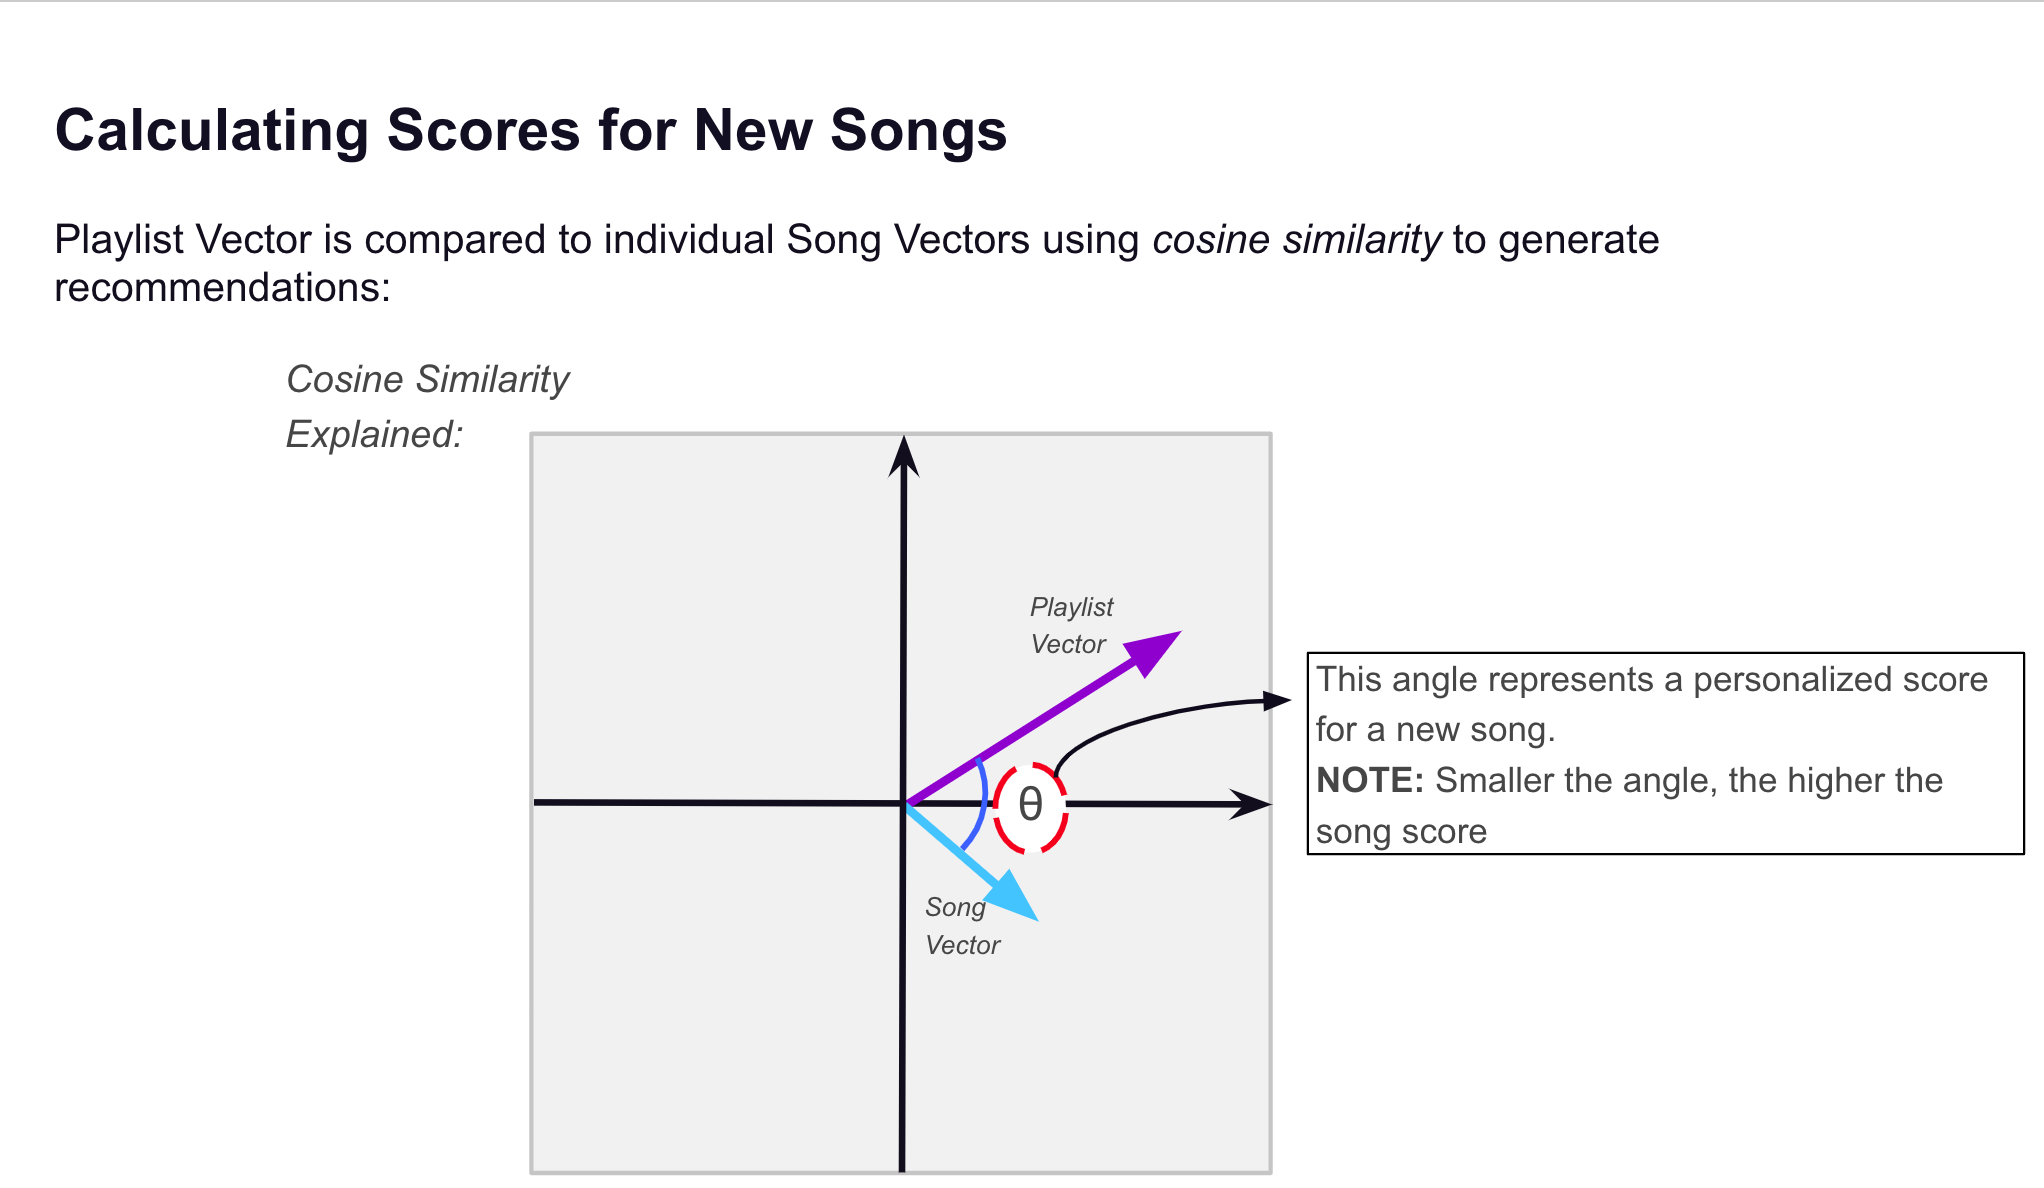 Calculating Scores for New Songs
Playlist Vector is compared to individual Song Vectors using cosine similarity to generate
recommendations:
Cosine Similarity
Explained:
Playlist
Vector
This angle represents a personalized score
for a new song.
NOTE: Smaller the angle, the higher the
song score
θ
Song
Vector